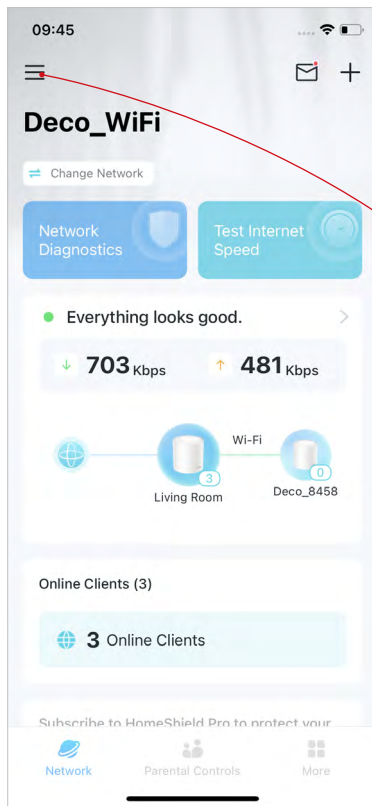 09:45
Deco_WiFi
Change Network
Network
Diagnostics
Test Internet
Speed
Everything looks good.
703 Kbps
481 Kbps
Wi-Fi
3
0
Living Room
Deco_8458
Online Clients (3)
3 Online Clients
Subscribe to HomeShield Pro to protect your
Network
Parental Controls
More